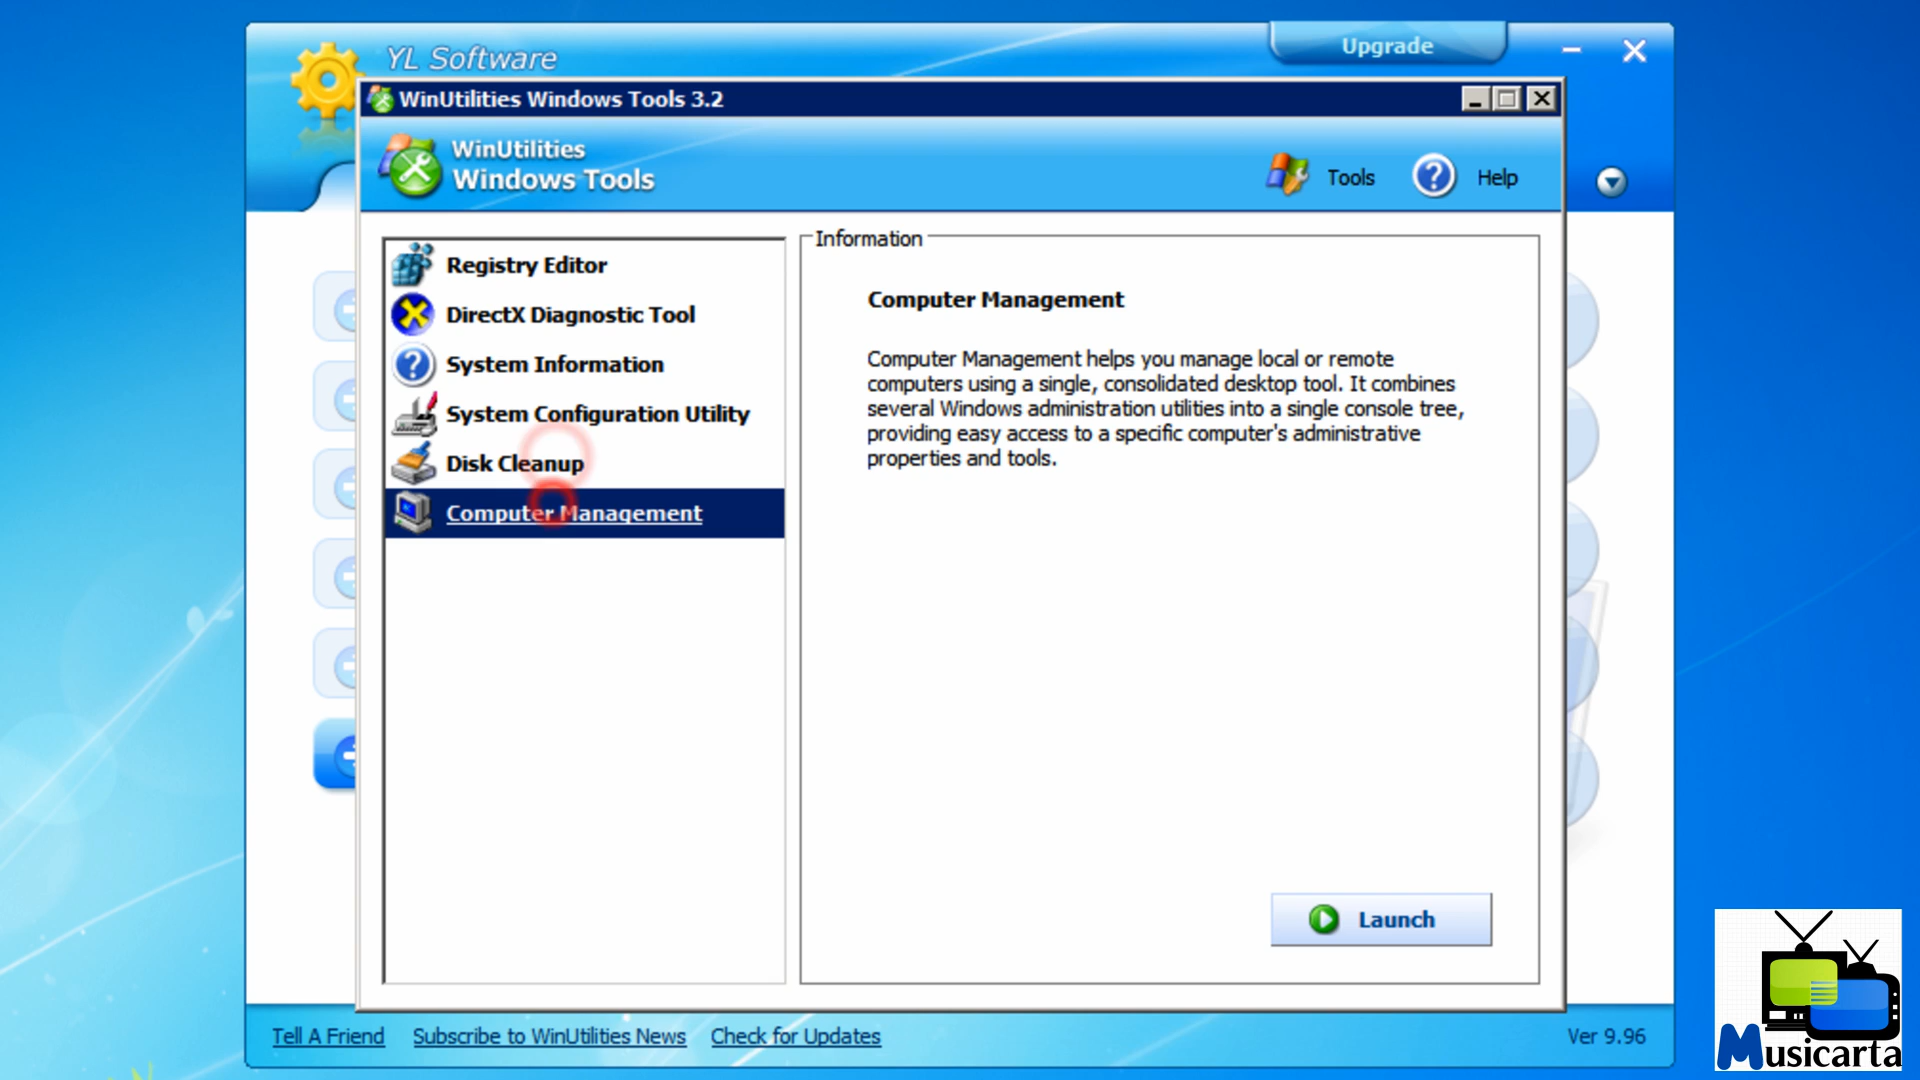 YL Software
Upgrade
WinUtilities Windows Tools 3.2
WinUtilities
Windows Tools
Tools
Help
Registry Editor
DirectX Diagnostic Tool
System Information
System Configuration Utility
Disk Cleanup
Computer Management
Information
Computer Management
Computer Management helps you manage local or remote
computers using a single, consolidated desktop tool. It combines
several Windows administration utilities into a single console tree,
providing easy access to a specific computer's administrative
properties and tools.
Launch
Tell A Friend
Subscribe to WinUtilities News
Check for Updates
Ver 9.96
Musicarta